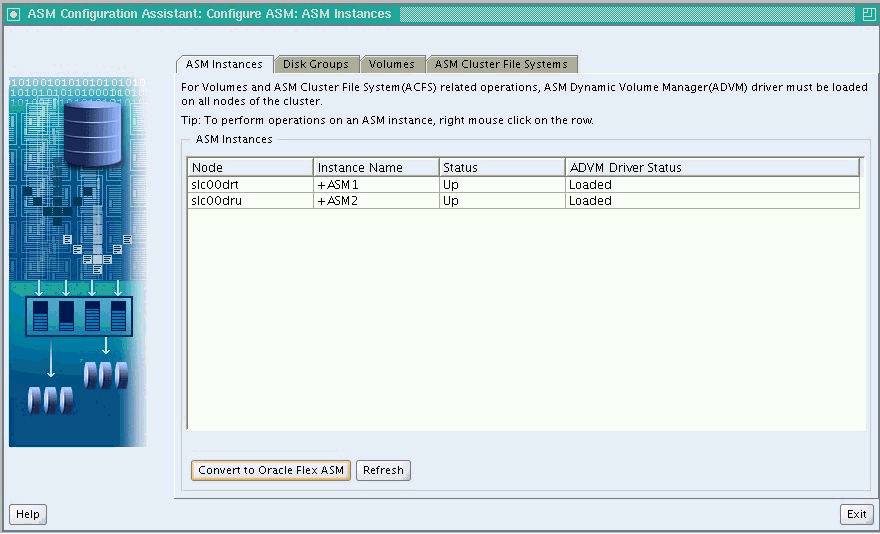 ASM Configuration Assistant: Configure ASM: ASM Instances
ASM Instances Disk Groups Volumes ASM Cluster File Systems
For Volumes and ASM Cluster File System(ACFS) related operations, ASM Dynamic Volume Manager(ADVM) driver must be loaded
on all nodes of the cluster.
Tip: To perform operations on an ASM instance, right mouse click on the row.
ASM Instances
Node Instance Name Status ADVM Driver Status
slc00drt +ASM1 Up Loaded
slc00dru +ASM2 Up Loaded
Convert to Oracle Flex ASM Refresh
Help Exit